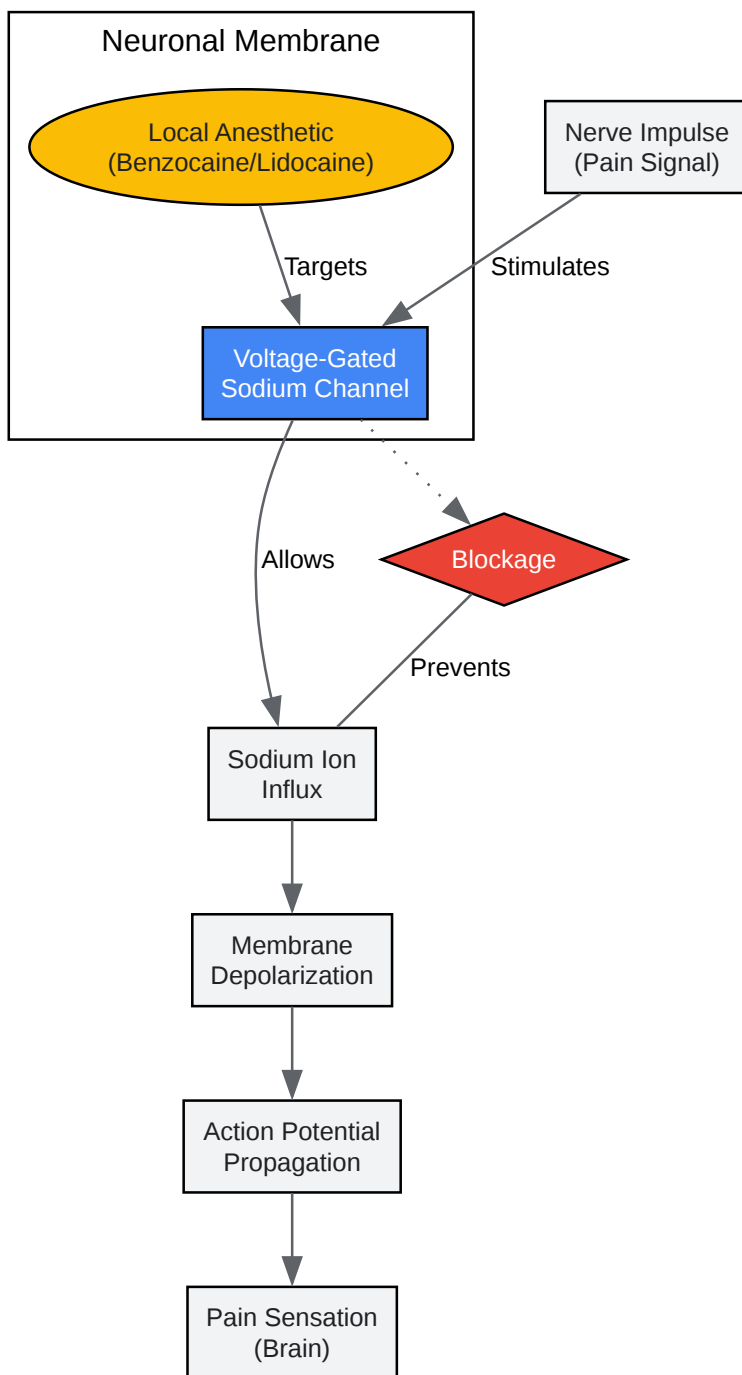 Neuronal Membrane
Local Anesthetic
(Benzocaine/Lidocaine)
Nerve Impulse
(Pain Signal)
Targets
Stimulates
Voltage-Gated
Sodium Channel
Allows
Blockage
Prevents
Sodium Ion
Influx
Membrane
Depolarization
Action Potential
Propagation
Pain Sensation
(Brain)